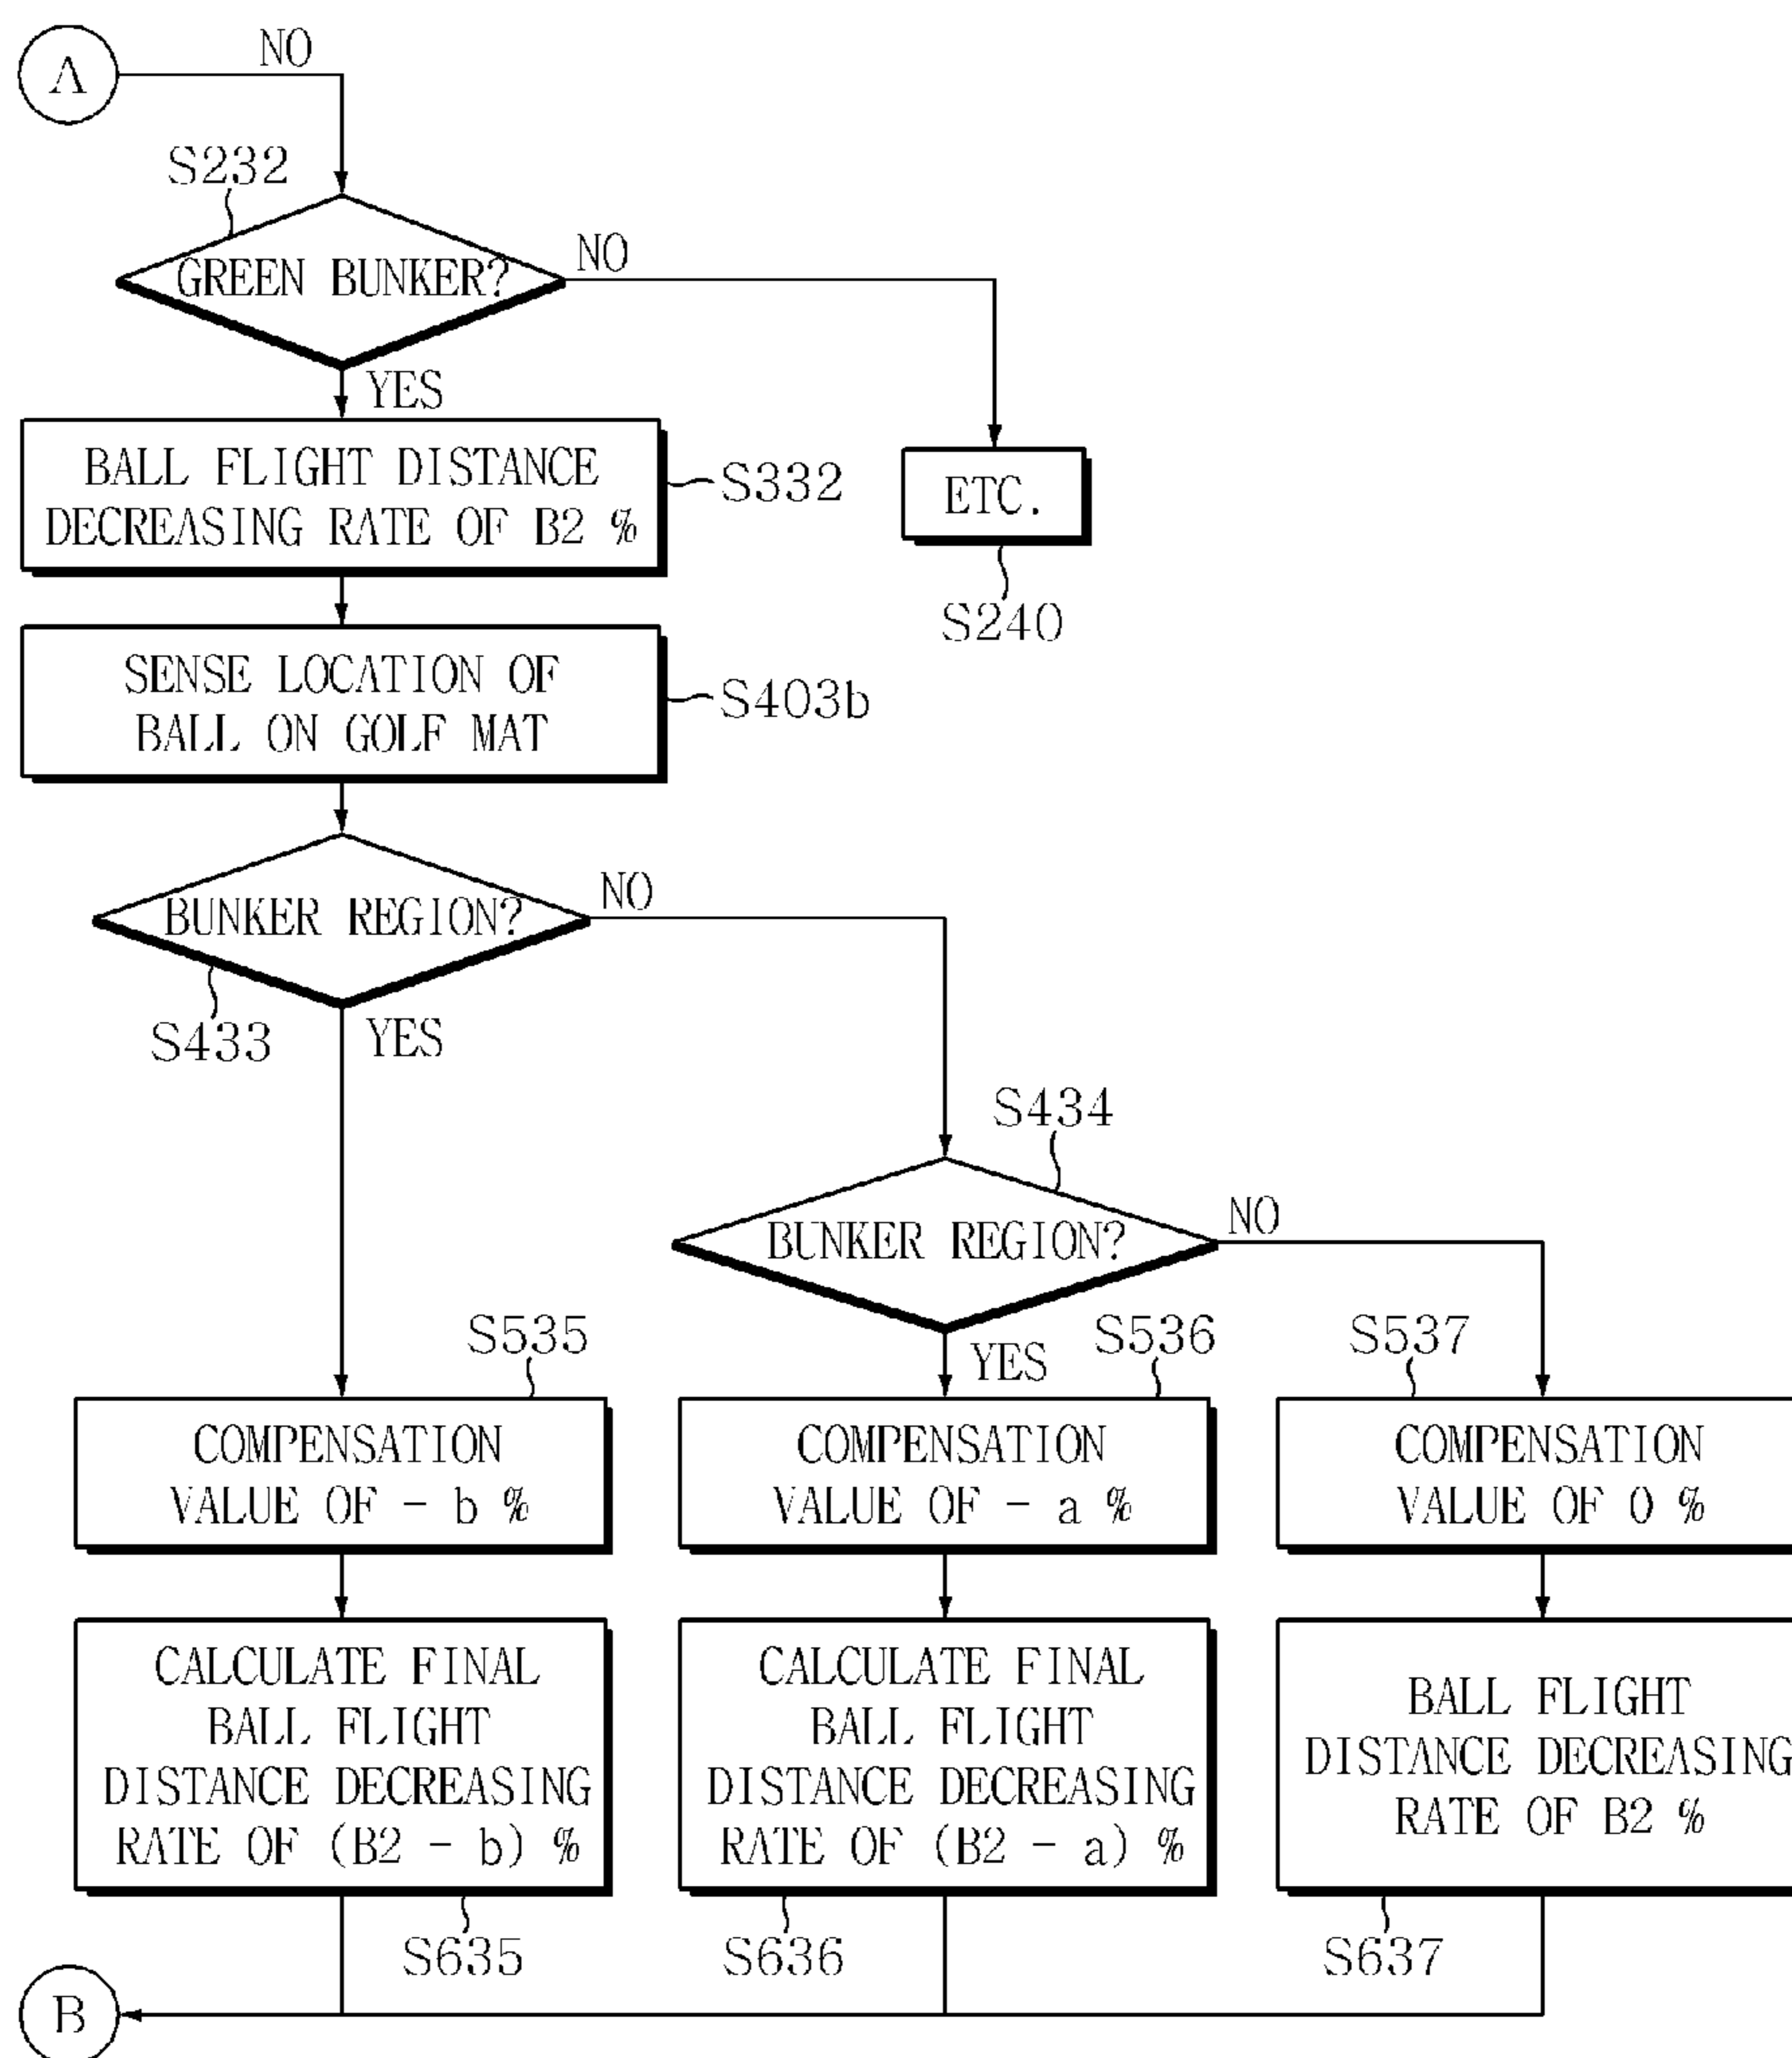 A
NO
S232
GREEN BUNKER?
NO
YES
BALL FLIGHT DISTANCE
DECREASING RATE OF B2 %
S332
ETC.
S240
SENSE LOCATION OF
BALL ON GOLF MAT
S403b
BUNKER REGION?
NO
S433
YES
S434
BUNKER REGION?
NO
YES
S535
S536
S537
COMPENSATION
VALUE OF - b %
COMPENSATION
VALUE OF - a %
COMPENSATION
VALUE OF 0 %
CALCULATE FINAL
BALL FLIGHT
DISTANCE DECREASING
RATE OF (B2 - b) %
CALCULATE FINAL
BALL FLIGHT
DISTANCE DECREASING
RATE OF (B2 - a) %
BALL FLIGHT
DISTANCE DECREASING
RATE OF B2 %
S635
S636
S637
B